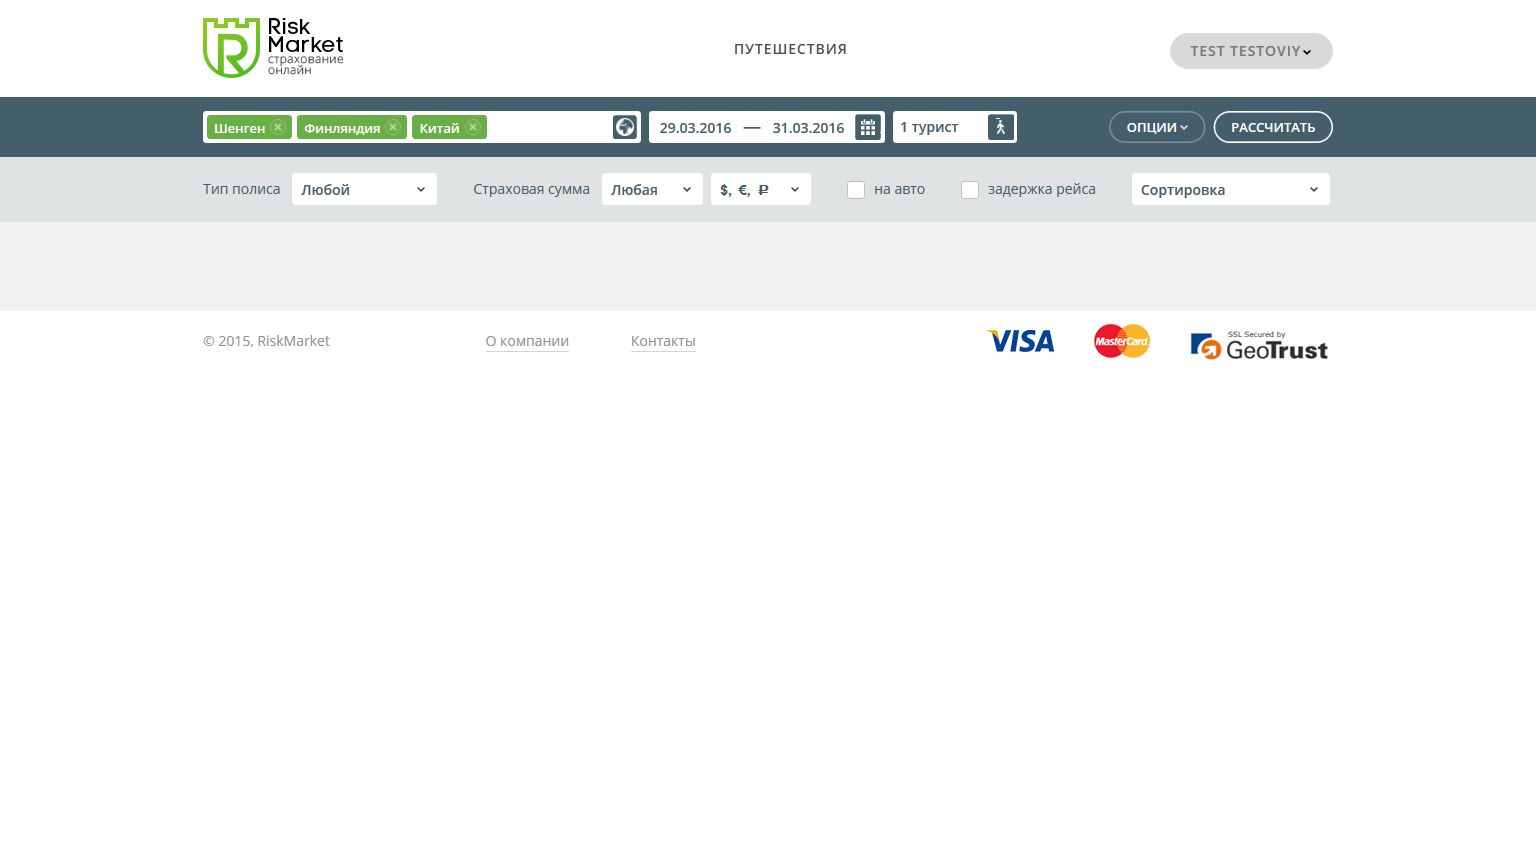 Risk
Market
страхование
онлайн
ПУТЕШЕСТВИЯ
TEST TESTOVIY
Шенген Финляндия Китай 29.03.2016 — 31.03.2016 1 турист ОПЦИИ РАССЧИТАТЬ
Тип полиса Любой Страховая сумма Любая $, €, ₽ на авто задержка рейса Сортировка
© 2015, RiskMarket О компании Контакты VISA MasterCard SSL Secured by
GeoTrust